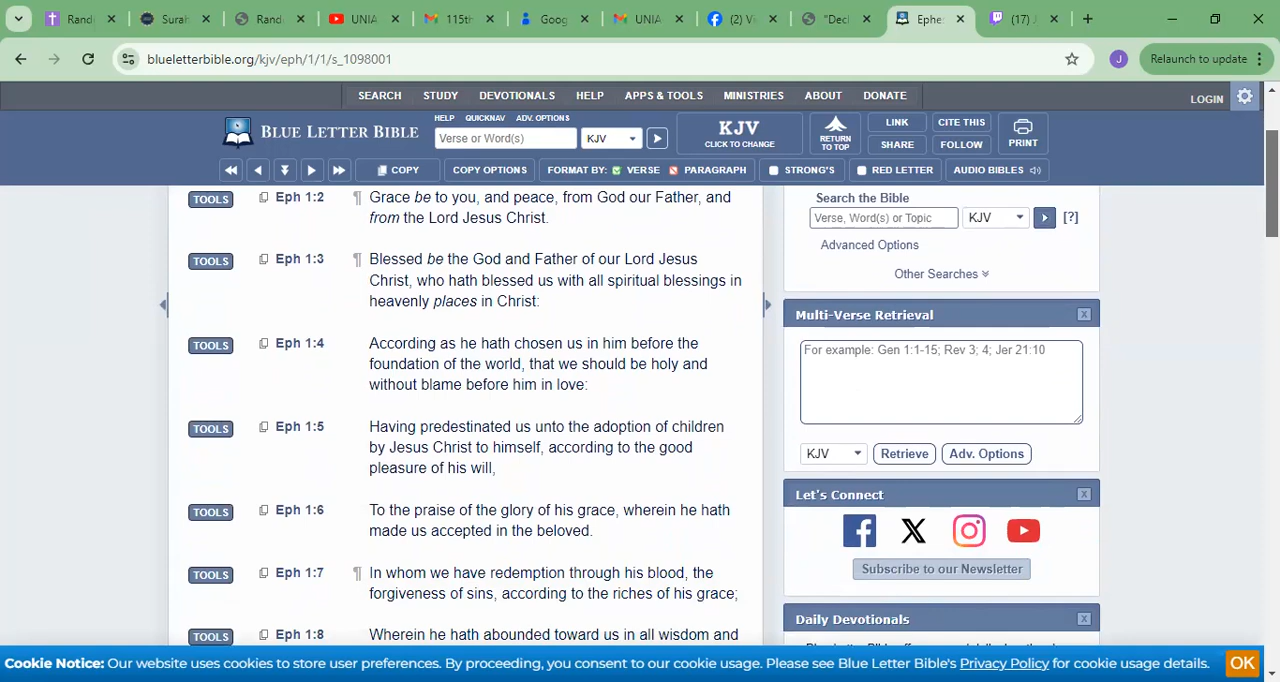 Rando
Surah
Rando
UNIA
115th
Goog
UNIA
(2) Vi
"Decl
Ephes
(17) J
blueletterbible.org/kjv/eph/1/1/s_1098001
J
Relaunch to update
SEARCH STUDY DEVOTIONALS HELP APPS & TOOLS MINISTRIES ABOUT DONATE
LOGIN
BLUE LETTER BIBLE
HELP QUICKNAV ADV. OPTIONS
Verse or Word(s)
KJV
KJV
CLICK TO CHANGE
RETURN
TO TOP
LINK
CITE THIS
SHARE
FOLLOW
PRINT
COPY
COPY OPTIONS
FORMAT BY: VERSE PARAGRAPH
STRONG'S
RED LETTER
AUDIO BIBLES
TOOLS Eph 1:2 ¶ Grace be to you, and peace, from God our Father, and
from the Lord Jesus Christ.
TOOLS Eph 1:3 ¶ Blessed be the God and Father of our Lord Jesus
Christ, who hath blessed us with all spiritual blessings in
heavenly places in Christ:
TOOLS Eph 1:4 According as he hath chosen us in him before the
foundation of the world, that we should be holy and
without blame before him in love:
TOOLS Eph 1:5 Having predestinated us unto the adoption of children
by Jesus Christ to himself, according to the good
pleasure of his will,
TOOLS Eph 1:6 To the praise of the glory of his grace, wherein he hath
made us accepted in the beloved.
TOOLS Eph 1:7 ¶ In whom we have redemption through his blood, the
forgiveness of sins, according to the riches of his grace;
TOOLS Eph 1:8 Wherein he hath abounded toward us in all wisdom and
Search the Bible
Verse, Word(s) or Topic KJV [?]
Advanced Options
Other Searches
Multi-Verse Retrieval X
For example: Gen 1:1-15; Rev 3; 4; Jer 21:10
KJV Retrieve Adv. Options
Let's Connect X
Subscribe to our Newsletter
Daily Devotionals X
Cookie Notice: Our website uses cookies to store user preferences. By proceeding, you consent to our cookie usage. Please see Blue Letter Bible's Privacy Policy for cookie usage details. OK